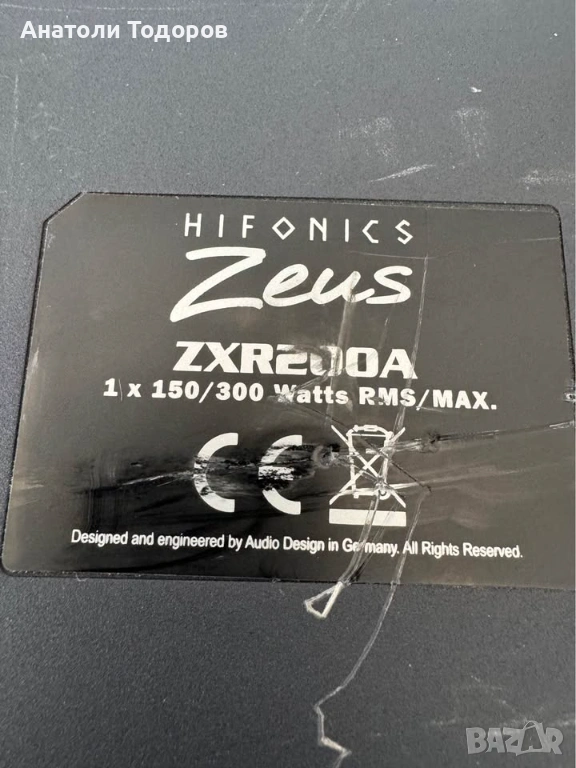 Анатоли Тодоров
HIFONICS
Zeus
ZXR200A
1 x 150/300 Watts RMS/MAX.
CE
Designed and engineered by Audio Design in Germany. All Rights Reserved.
BAZAR